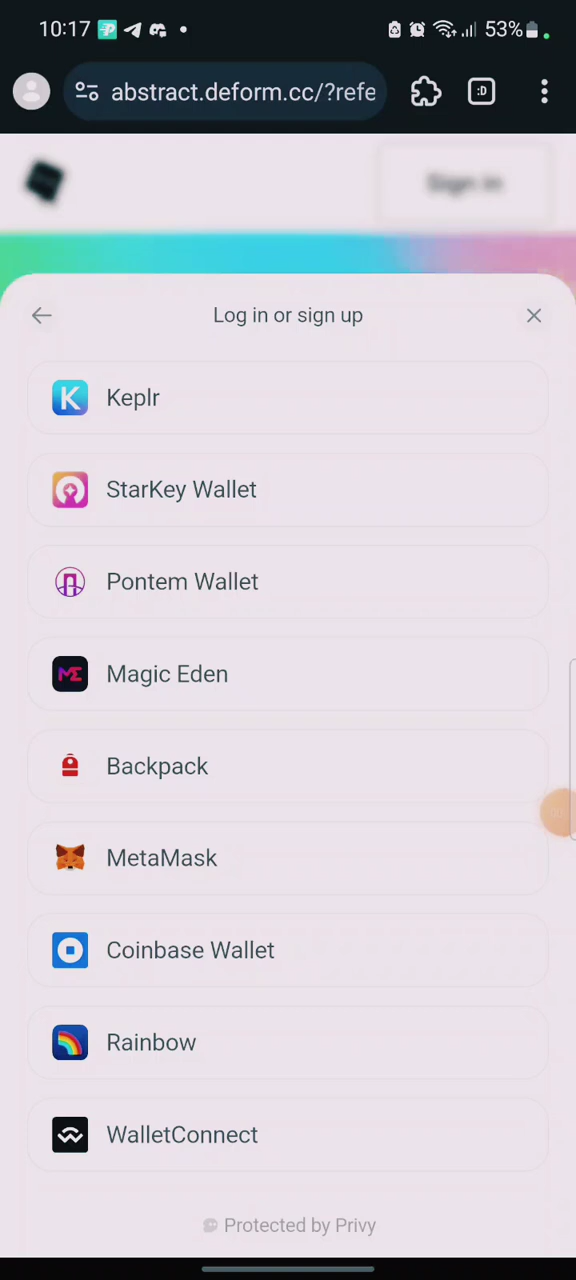 10:17
53%
abstract.deform.cc/?refe
:D
Sign in
Log in or sign up
K
Keplr
StarKey Wallet
Pontem Wallet
ME
Magic Eden
Backpack
MetaMask
Coinbase Wallet
Rainbow
WalletConnect
Protected by Privy